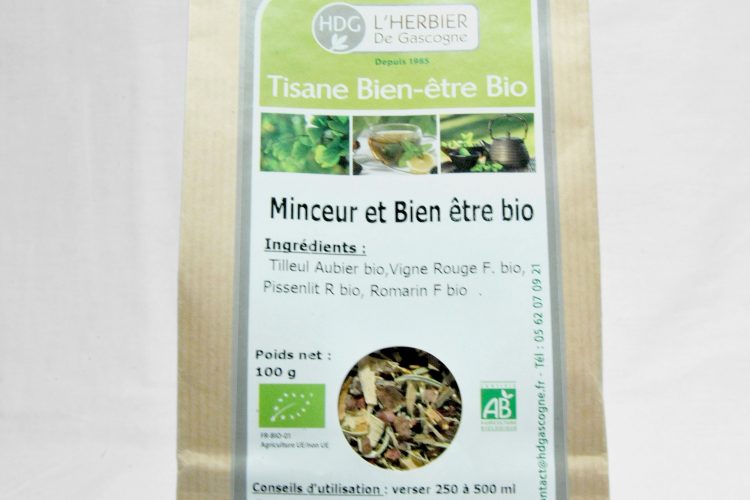 HDG L'HERBIER
De Gascogne
Depuis 1985
Tisane Bien-être Bio
Minceur et Bien être bio
Ingrédients :
Tilleul Aubier bio,Vigne Rouge F. bio,
Pissenlit R bio, Romarin F bio .
Poids net :
100 g
FR-BIO-01
Agriculture UE/non UE
AB
Conseils d'utilisation : verser 250 à 500 ml
ontact@hdgascogne.fr - Tél : 05 62 07 09 21